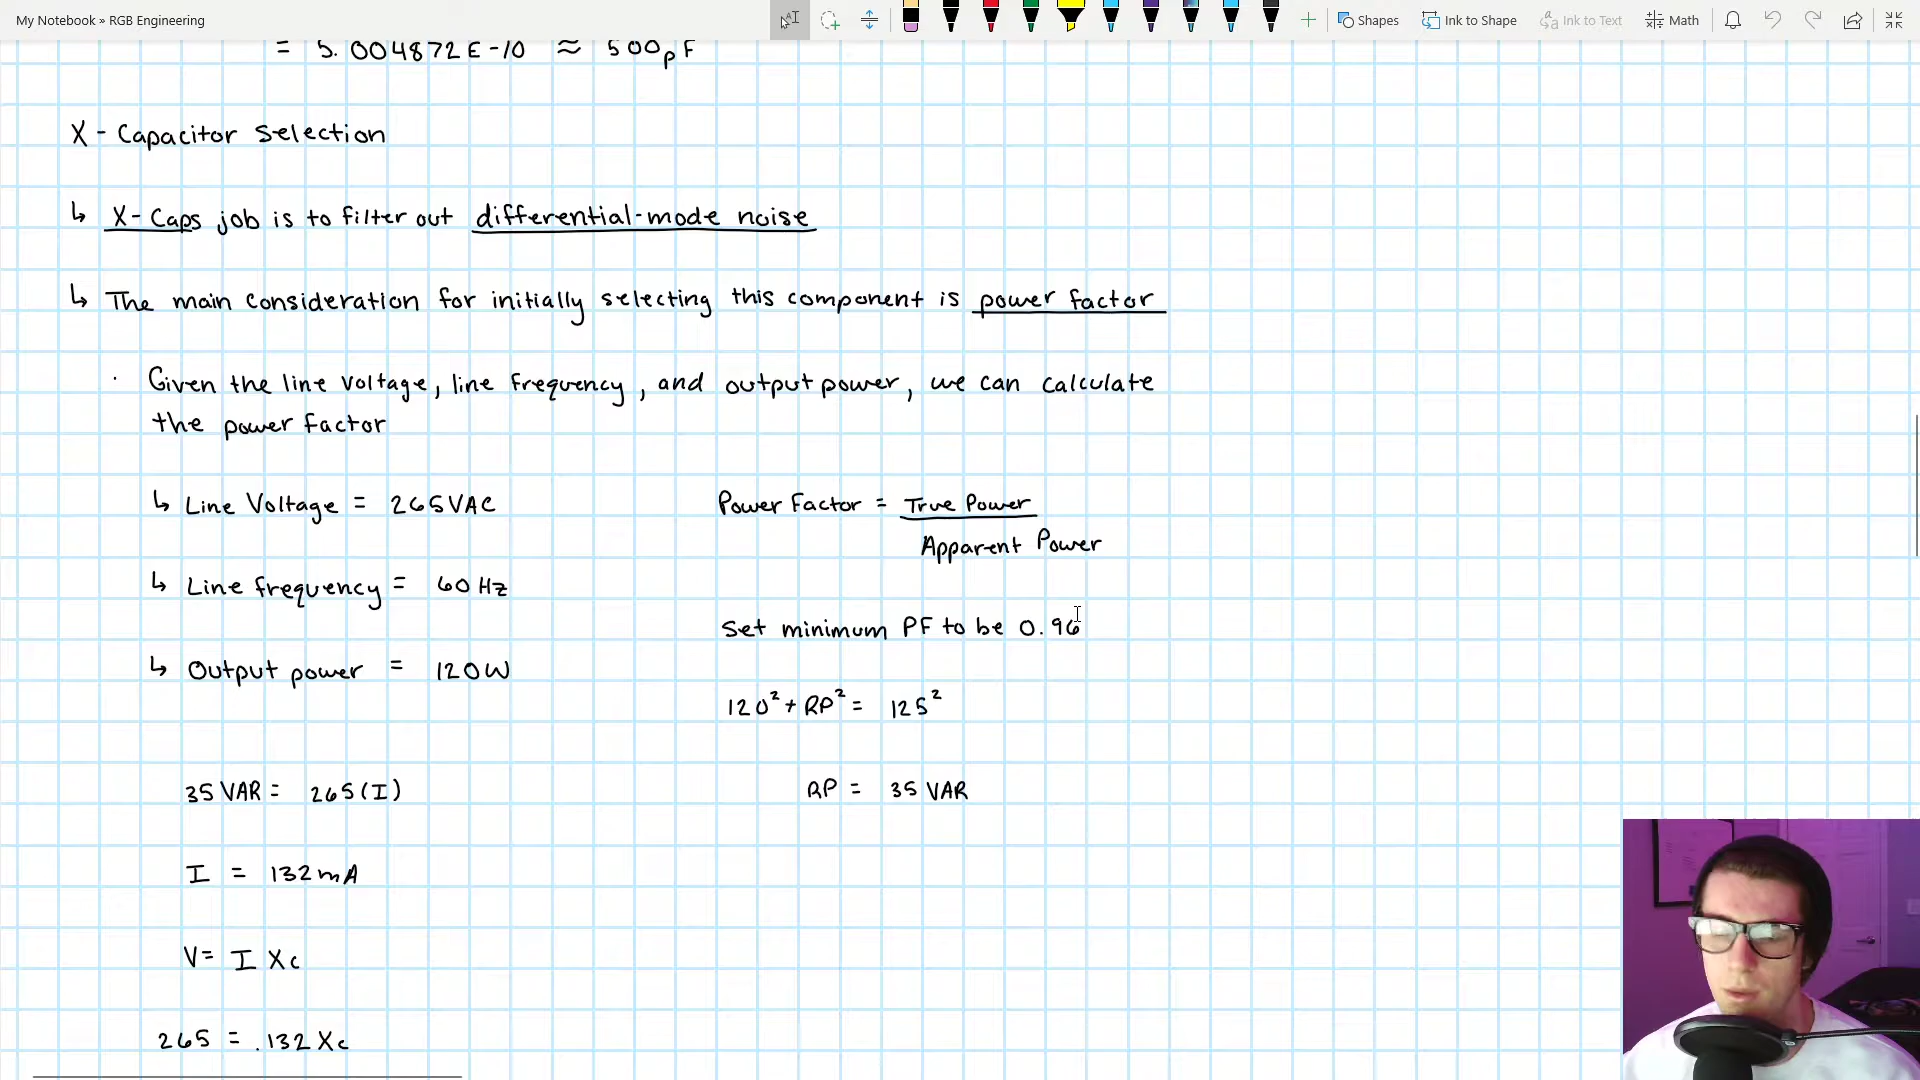 My Notebook » RGB Engineering
Shapes
Ink to Shape
Ink to Text
Math
= 5.004872E-10 ≈ 500pF
X-Capacitor Selection
↳ X-Caps job is to filter out differential-mode noise
↳ The main consideration for initially selecting this component is power factor
· Given the line voltage, line frequency, and output power, we can calculate
the power factor
↳ Line Voltage = 265VAC
↳ Line frequency = 60Hz
↳ Output power = 120W
Power Factor = True Power
Apparent Power
Set minimum PF to be 0.96
120² + RP² = 125²
RP = 35 VAR
35 VAR = 265(I)
I = 132mA
V = I Xc
265 = .132 Xc